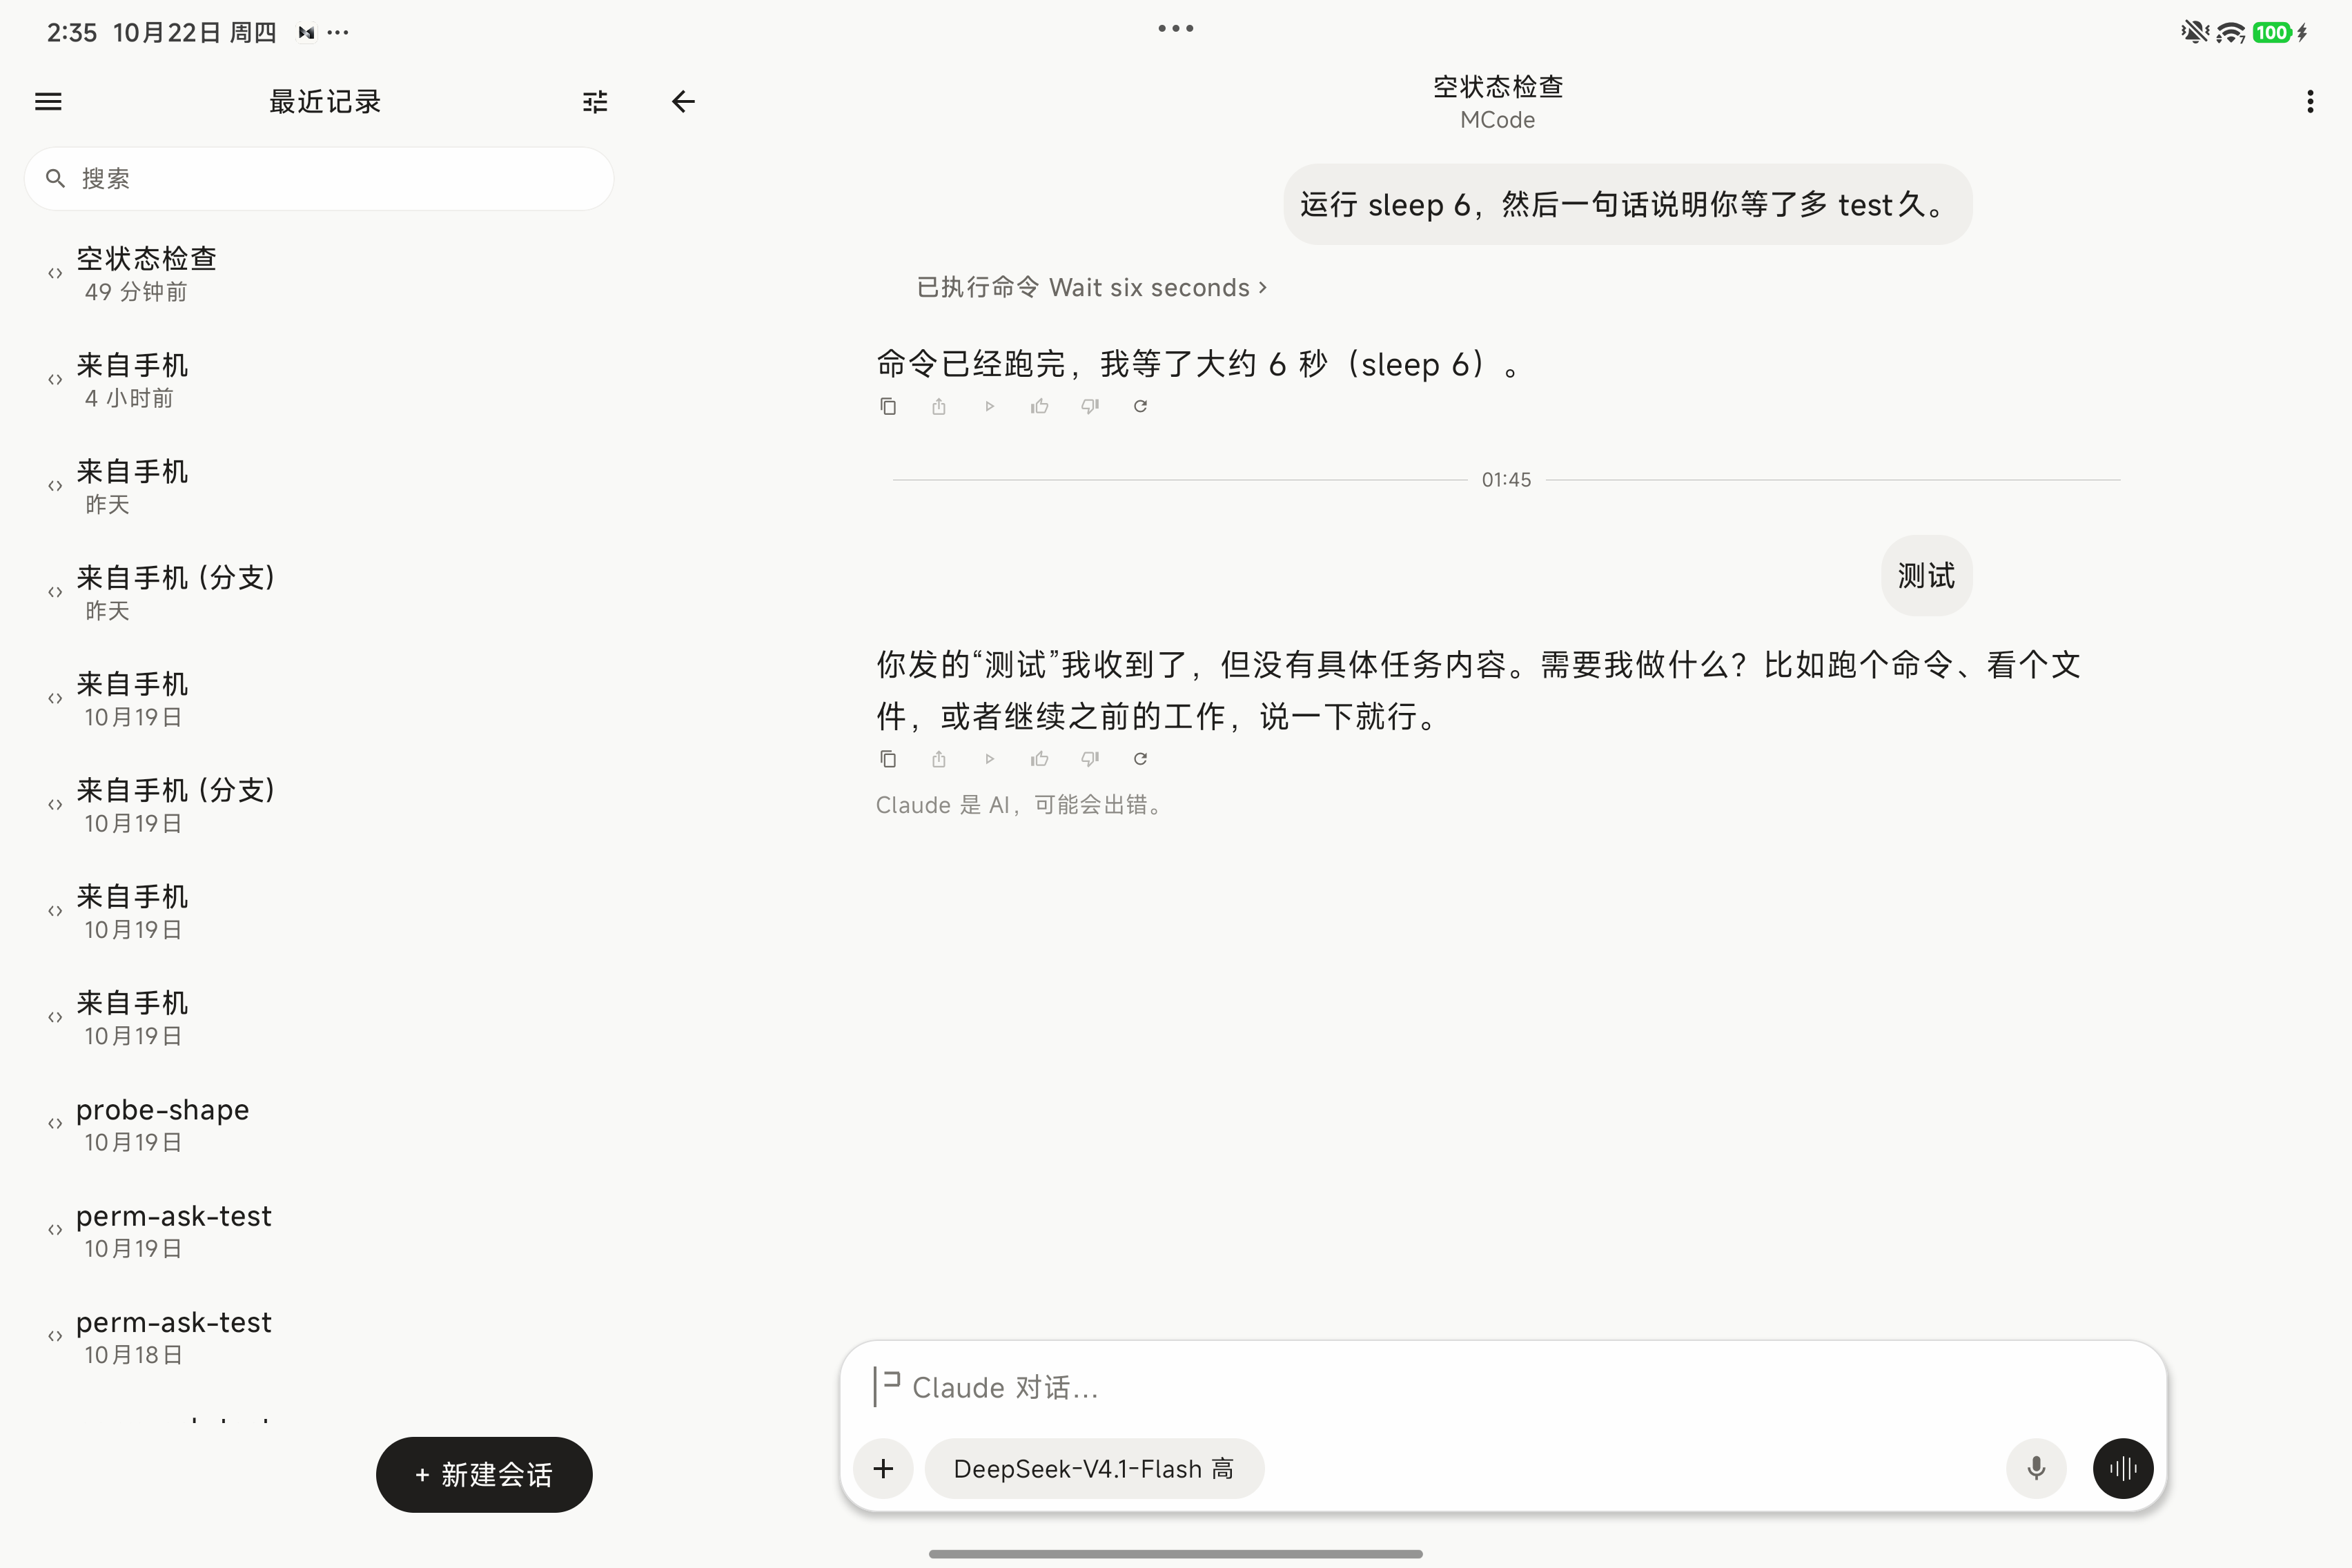 2:35 10月22日 周四
100
最近记录
搜索
空状态检查
49 分钟前
来自手机
4 小时前
来自手机
昨天
来自手机 (分支)
昨天
来自手机
10月19日
来自手机 (分支)
10月19日
来自手机
10月19日
来自手机
10月19日
probe-shape
10月19日
perm-ask-test
10月19日
perm-ask-test
10月18日
+ 新建会话
空状态检查
MCode
运行 sleep 6，然后一句话说明你等了多 test久。
已执行命令 Wait six seconds
命令已经跑完，我等了大约 6 秒（sleep 6）。
01:45
测试
你发的“测试”我收到了，但没有具体任务内容。需要我做什么？比如跑个命令、看个文
件，或者继续之前的工作，说一下就行。
Claude 是 AI，可能会出错。
Claude 对话...
DeepSeek-V4.1-Flash 高